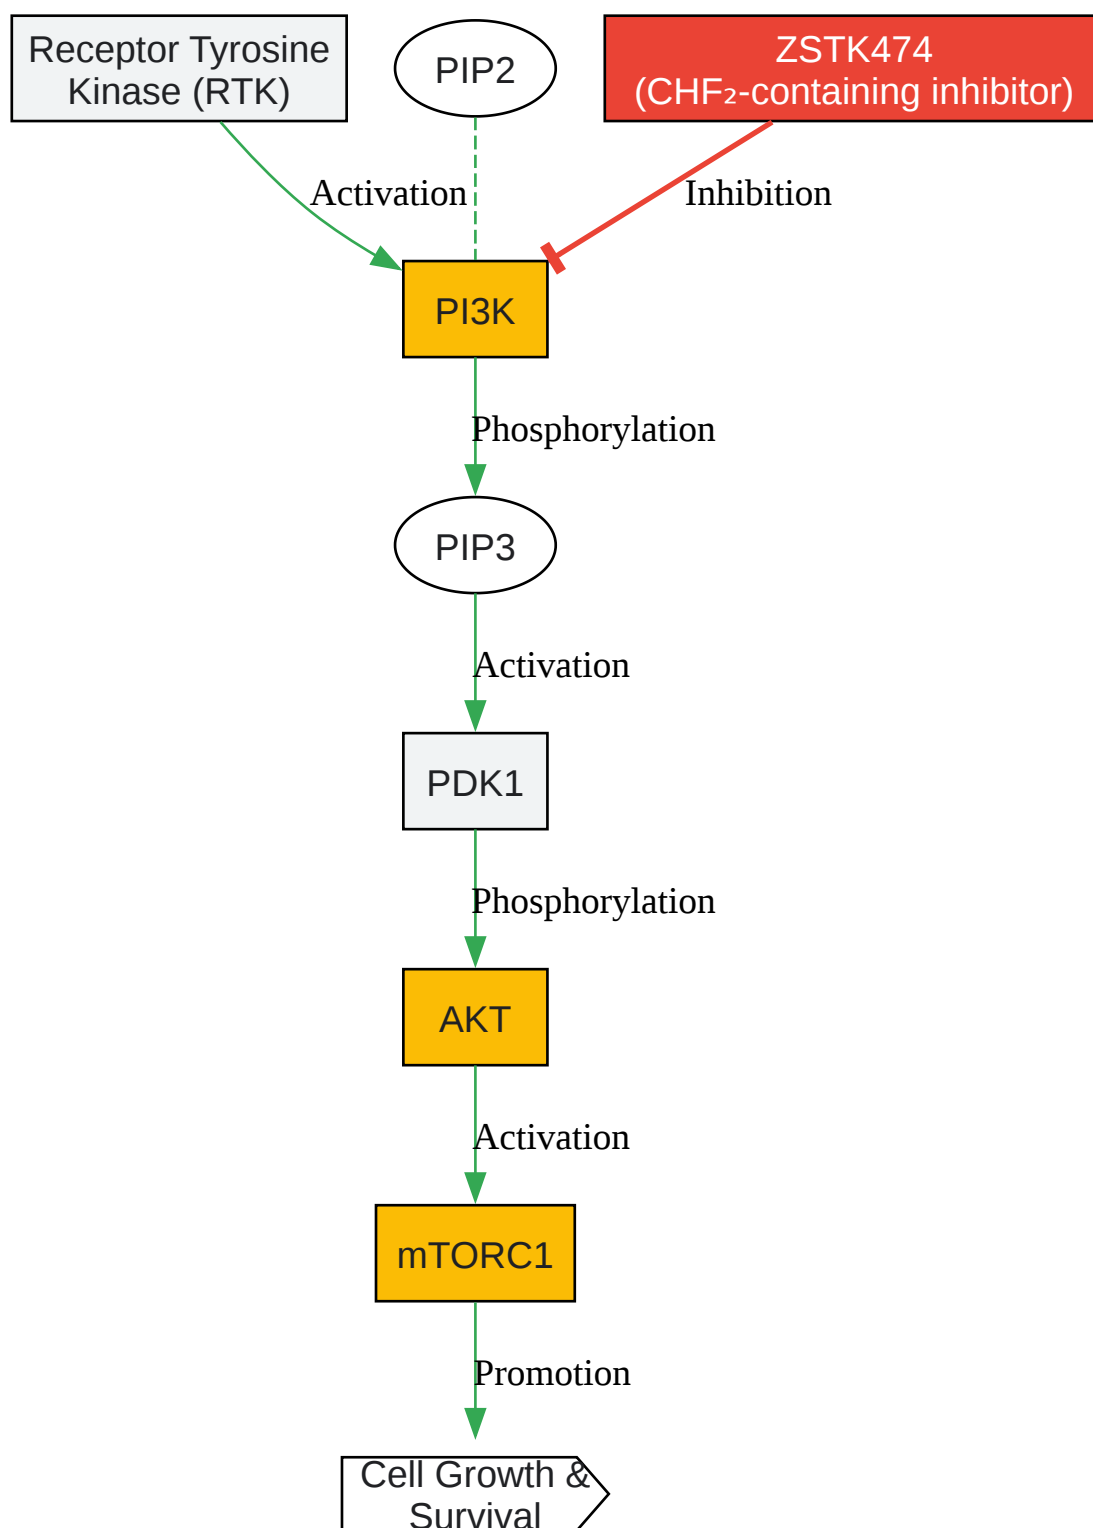 Receptor Tyrosine
Kinase (RTK)
PIP2
ZSTK474
(CHF₂-containing inhibitor)
Activation
Inhibition
PI3K
Phosphorylation
PIP3
Activation
PDK1
Phosphorylation
AKT
Activation
mTORC1
Promotion
Cell Growth &
Survival